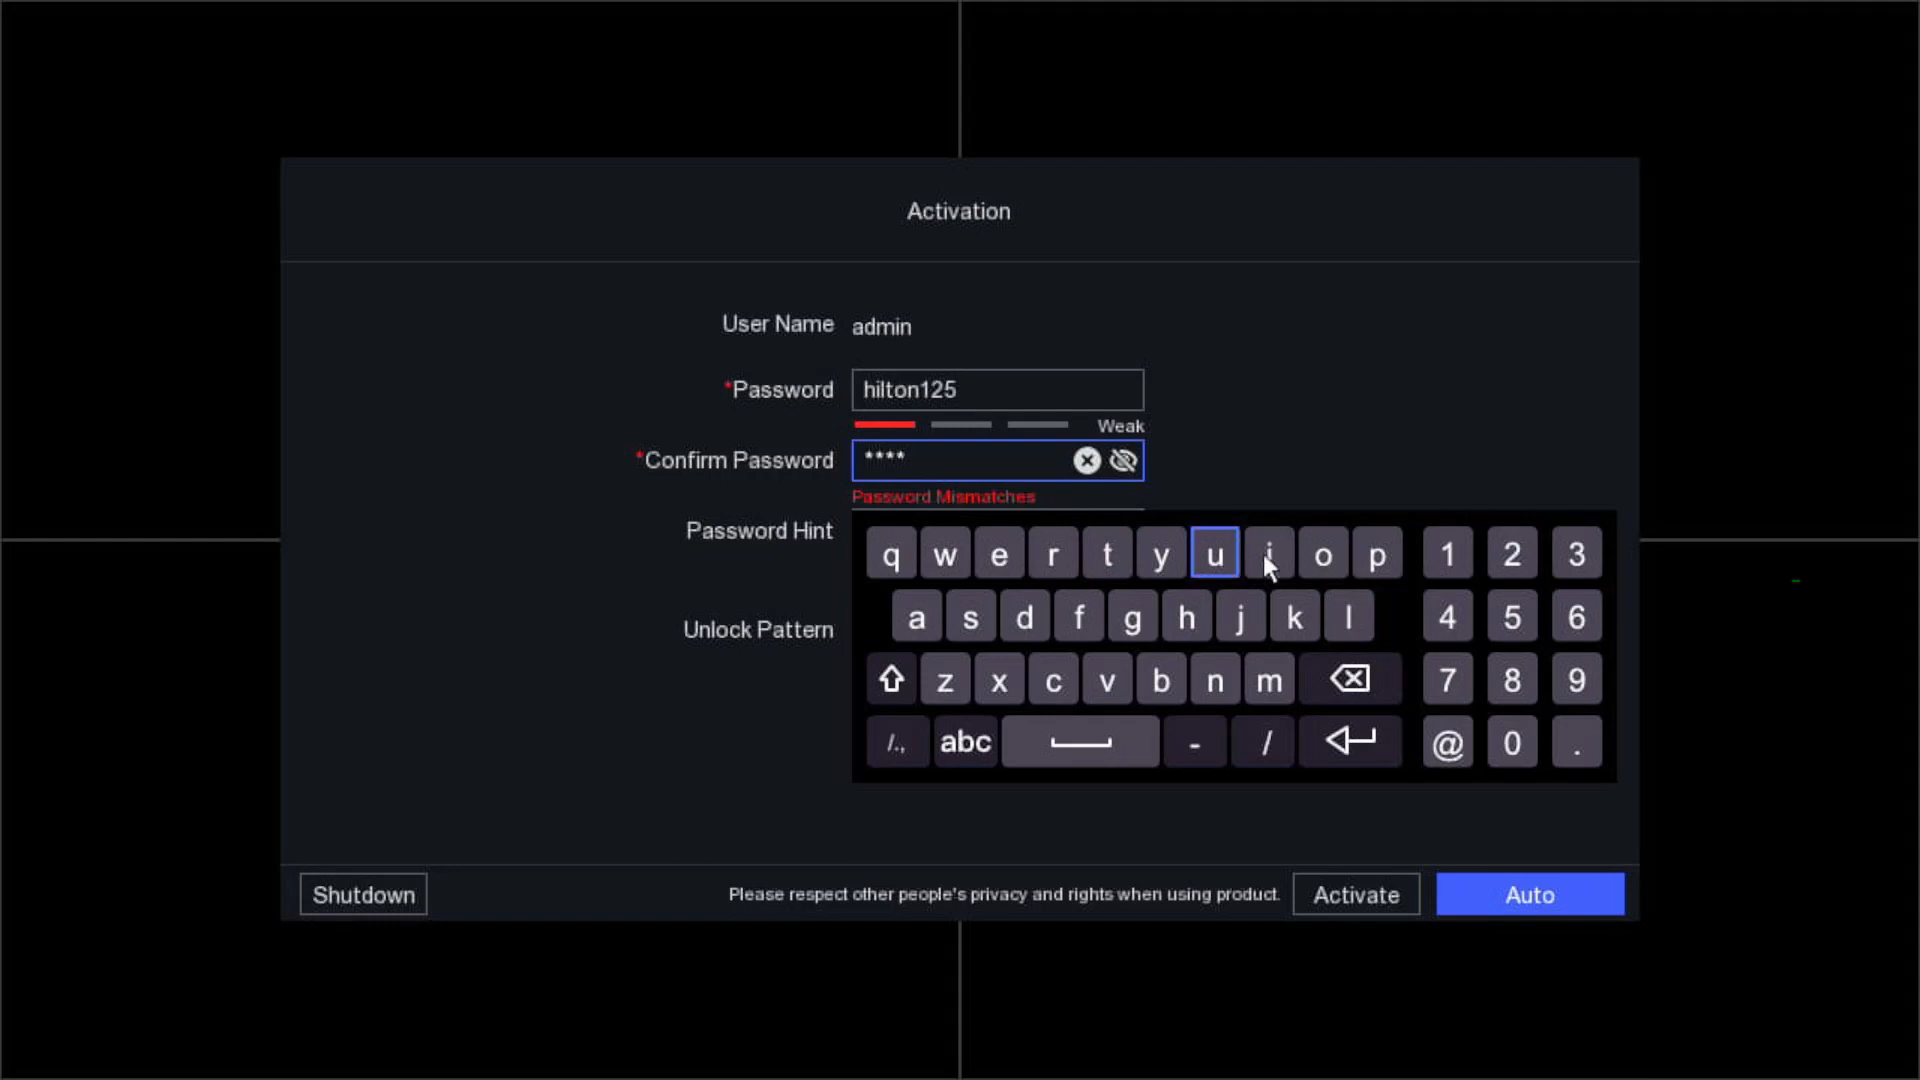 Activation
User Name admin
*Password hilton125
Weak
*Confirm Password ****
Password Mismatches
Password Hint
q w e r t y u i o p 1 2 3
a s d f g h j k l 4 5 6
Unlock Pattern
z x c v b n m 7 8 9
/., abc - / @ 0 .
Shutdown Please respect other people's privacy and rights when using product. Activate Auto